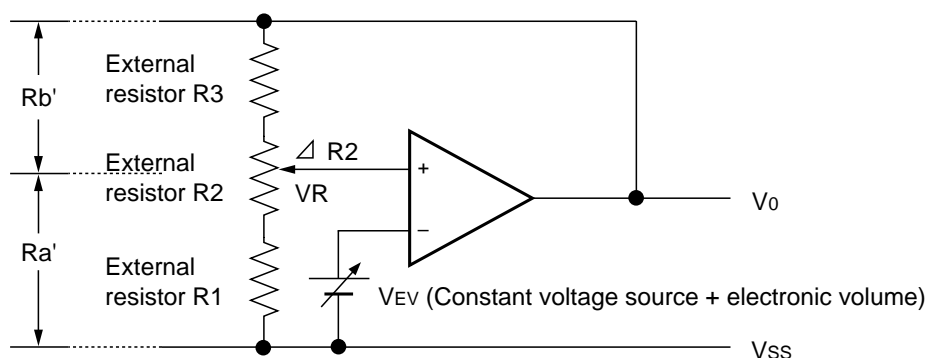 External
resistor R3
Rb'
⊿ R2
External
resistor R2
VR
+
–
V0
Ra'
External
resistor R1
VEV (Constant voltage source + electronic volume)
VSS